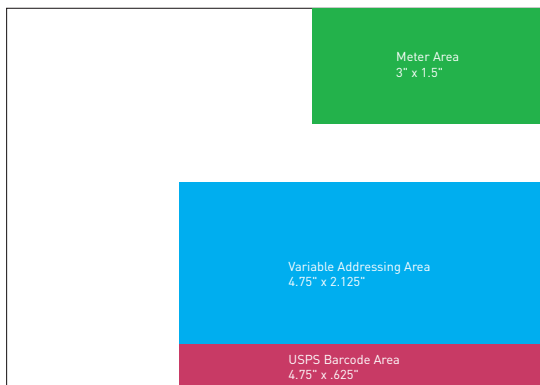 Meter Area
3" x 1.5"
Variable Addressing Area
4.75" x 2.125"
USPS Barcode Area
4.75" x .625"